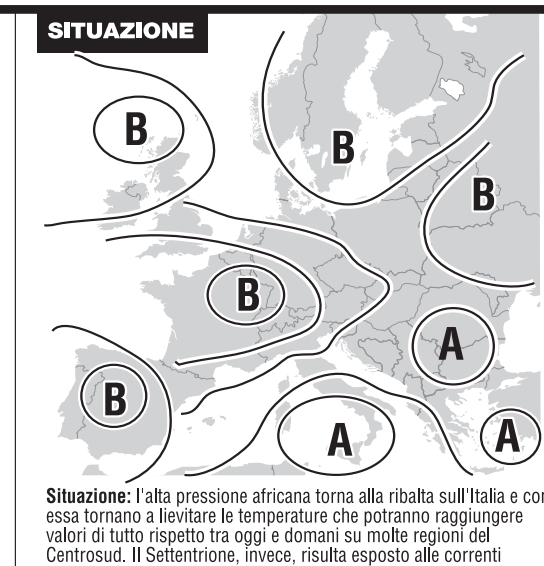 SITUAZIONE
B
B
B
B
A
B
A
A
Situazione: l'alta pressione africana torna alla ribalta sull'Italia e con
essa tornano a lievitare le temperature che potranno raggiungere
valori di tutto rispetto tra oggi e domani su molte regioni del
Centrosud. Il Settentrione, invece, risulta esposto alle correnti